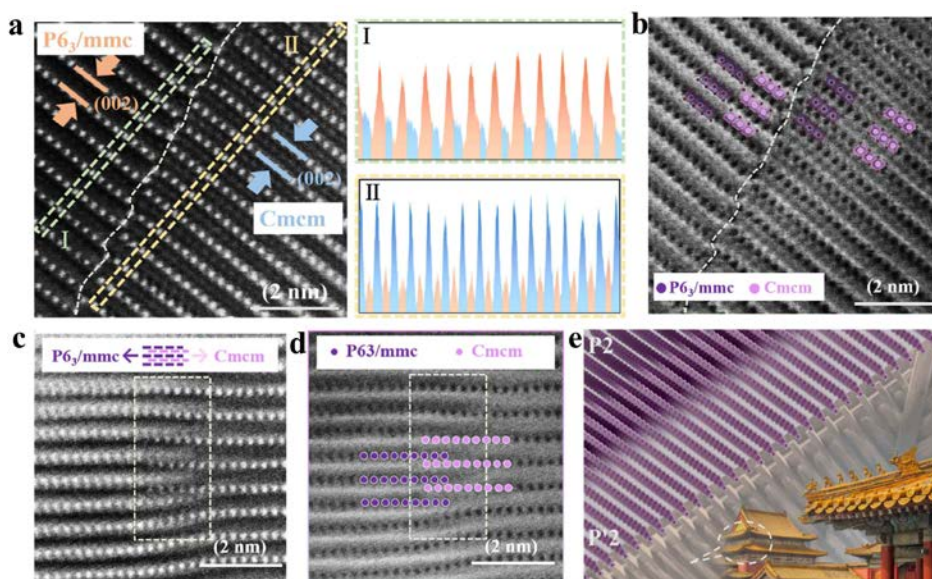 a
P6₃/mmc
(002)
I
II
(002)
Cmcm
(2 nm)
I
II
b
P6₃/mmc
Cmcm
(2 nm)
c
P6₃/mmc
Cmcm
(2 nm)
d
P63/mmc
Cmcm
(2 nm)
e
P2
P'2